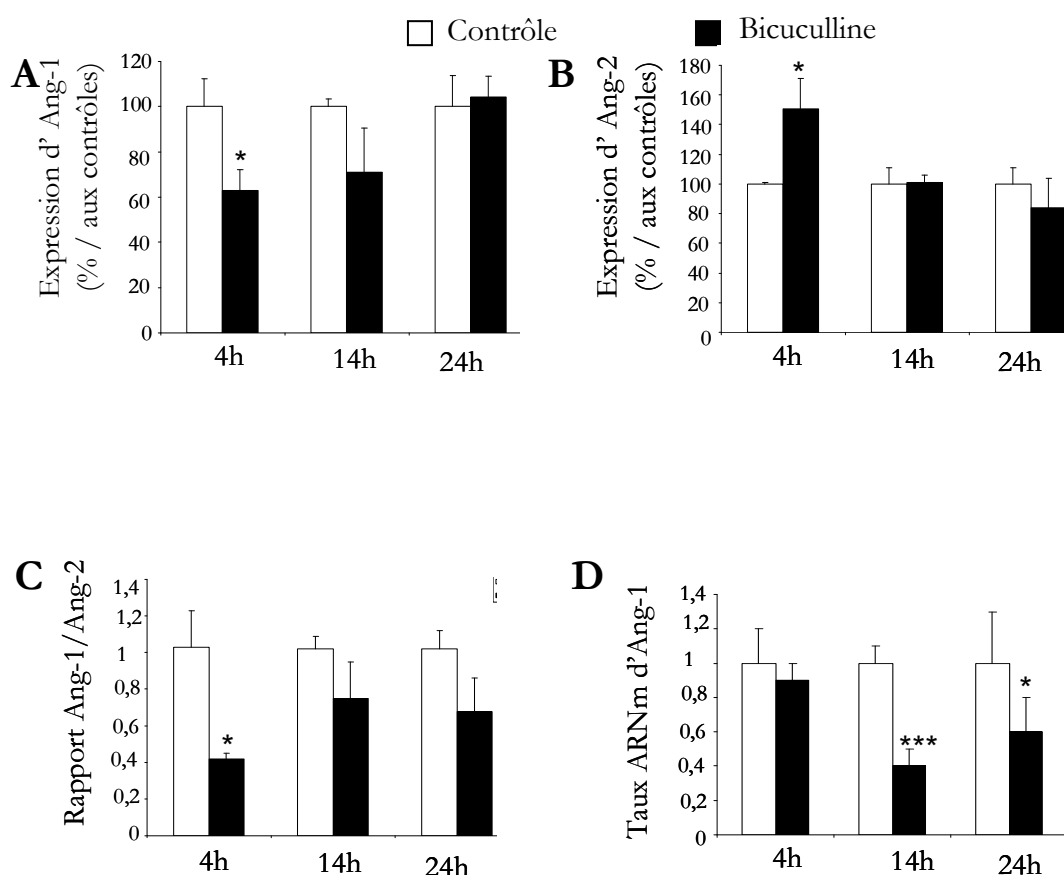 Contrôle
Bicuculline
A
Expression d' Ang-1
(% / aux contrôles)
120
100
80
60
40
20
0
*
4h
14h
24h
B
Expression d' Ang-2
(% / aux contrôles)
180
160
140
120
100
80
60
40
20
0
*
4h
14h
24h
C
Rapport Ang-1/Ang-2
1,4
1,2
1
0,8
0,6
0,4
0,2
0
*
4h
14h
24h
D
Taux ARNm d'Ang-1
1,4
1,2
1
0,8
0,6
0,4
0,2
0
***
*
4h
14h
24h